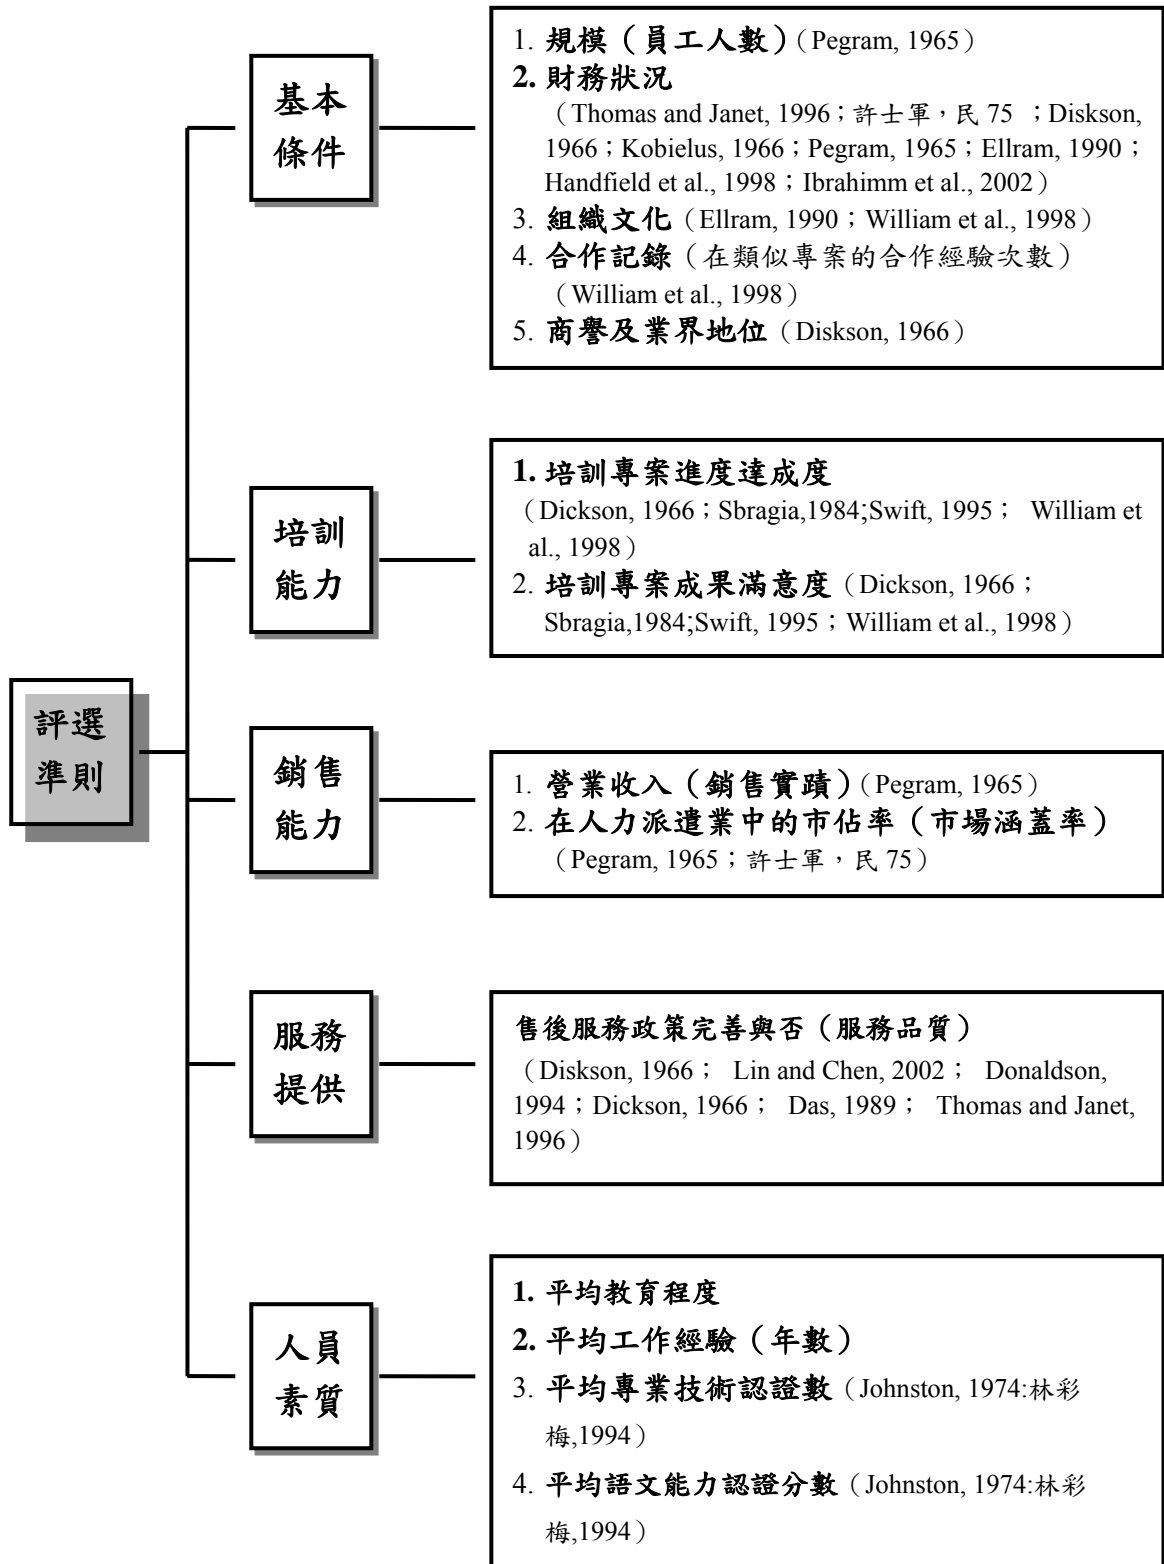 基本
條件
1. 規模（員工人數）（Pegram, 1965）
2. 財務狀況
（Thomas and Janet, 1996；許士軍，民 75 ；Diskson,
1966；Kobielus, 1966；Pegram, 1965；Ellram, 1990；
Handfield et al., 1998；Ibrahimm et al., 2002）
3. 組織文化（Ellram, 1990；William et al., 1998）
4. 合作記錄（在類似專案的合作經驗次數）
（William et al., 1998）
5. 商譽及業界地位（Diskson, 1966）
培訓
能力
1. 培訓專案進度達成度
（Dickson, 1966；Sbragia,1984;Swift, 1995； William et
al., 1998）
2. 培訓專案成果滿意度（Dickson, 1966；
Sbragia,1984;Swift, 1995；William et al., 1998）
評選
準則
銷售
能力
1. 營業收入（銷售實蹟）（Pegram, 1965）
2. 在人力派遣業中的市佔率（市場涵蓋率）
（Pegram, 1965；許士軍，民 75）
服務
提供
售後服務政策完善與否（服務品質）
（Diskson, 1966； Lin and Chen, 2002； Donaldson,
1994；Dickson, 1966； Das, 1989； Thomas and Janet,
1996）
人員
素質
1. 平均教育程度
2. 平均工作經驗（年數）
3. 平均專業技術認證數（Johnston, 1974:林彩
梅,1994）
4. 平均語文能力認證分數（Johnston, 1974:林彩
梅,1994）